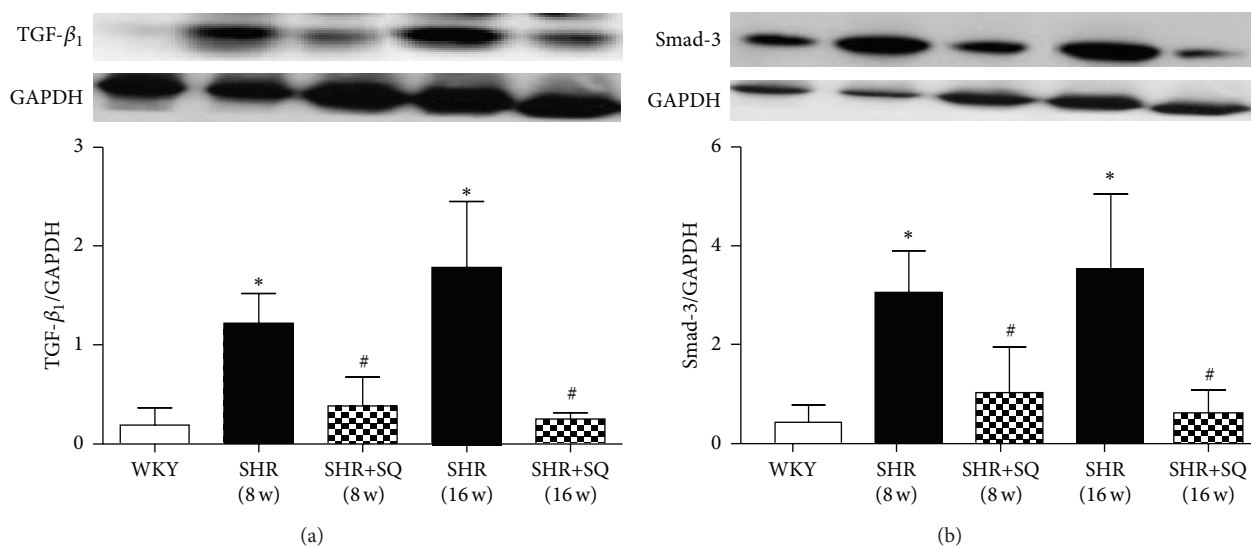 TGF-β₁
GAPDH
3
2
1
0
TGF-β₁/GAPDH
*
#
*
#
WKY
SHR
(8 w)
SHR+SQ
(8 w)
SHR
(16 w)
SHR+SQ
(16 w)
(a)
Smad-3
GAPDH
6
4
2
0
Smad-3/GAPDH
*
#
*
#
WKY
SHR
(8 w)
SHR+SQ
(8 w)
SHR
(16 w)
SHR+SQ
(16 w)
(b)